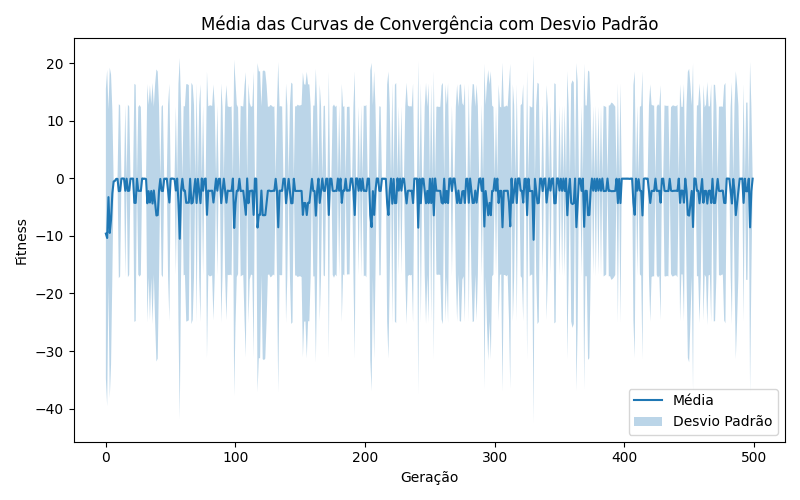 Média das Curvas de Convergência com Desvio Padrão
Fitness
20
10
0
−10
−20
−30
−40
0 100 200 300 400 500
Geração
Média
Desvio Padrão